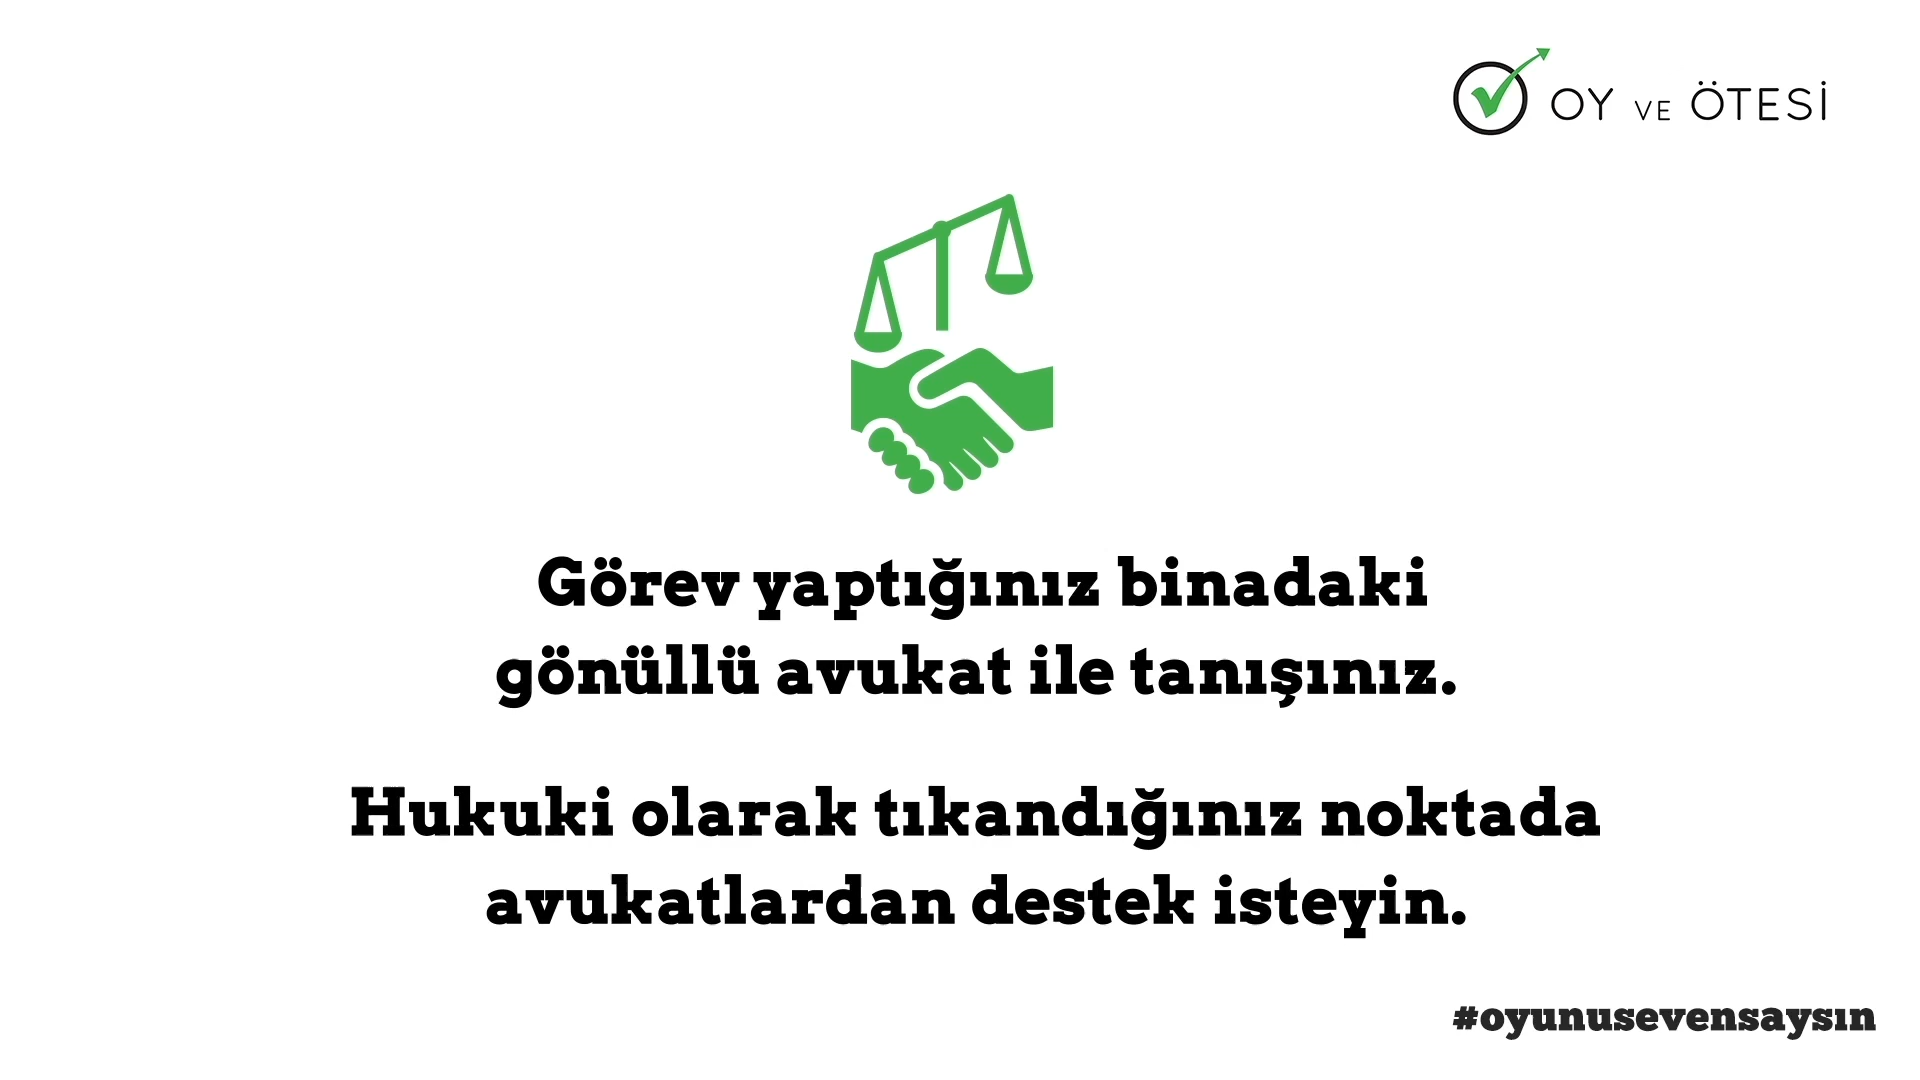 OY VE ÖTESİ
Görev yaptığınız binadaki
gönüllü avukat ile tanışınız.
Hukuki olarak tıkandığınız noktada
avukatlardan destek isteyin.
#oyunusevensaysın